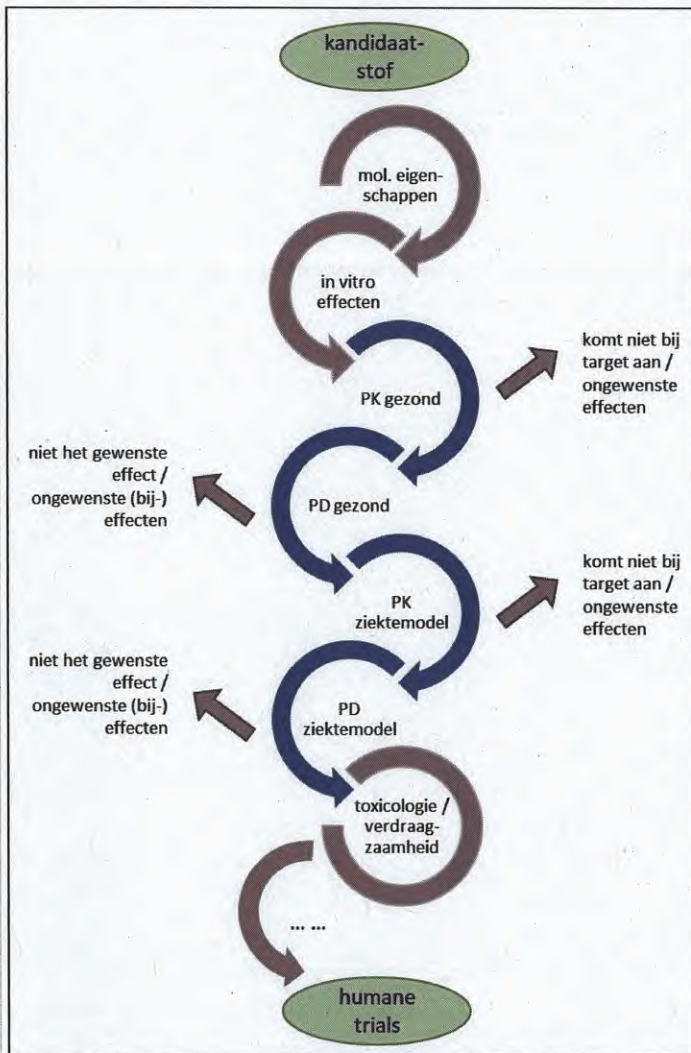 kandidaat-
stof
mol. eigen-
schappen
in vitro
effecten
komt niet bij
target aan /
ongewenste
effecten
PK gezond
niet het gewenste
effect /
ongewenste (bij-)
effecten
PD gezond
komt niet bij
target aan /
ongewenste
effecten
PK
ziektemodel
niet het gewenste
effect /
ongewenste (bij-)
effecten
PD
ziektemodel
toxicologie /
verdraag-
zaamheid
... ...
humane
trials